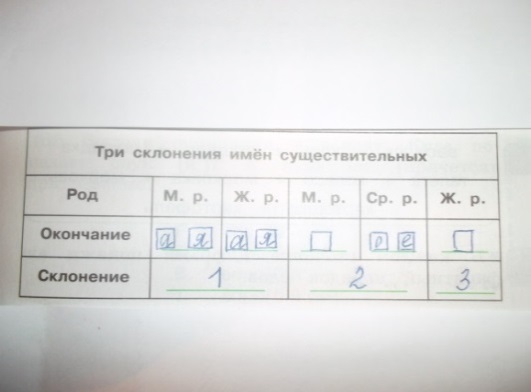 Три склонения имён существительных
Род М. р. Ж. р. М. р. Ср. р. Ж. р.
Окончание а я а я о е
Склонение 1 2 3